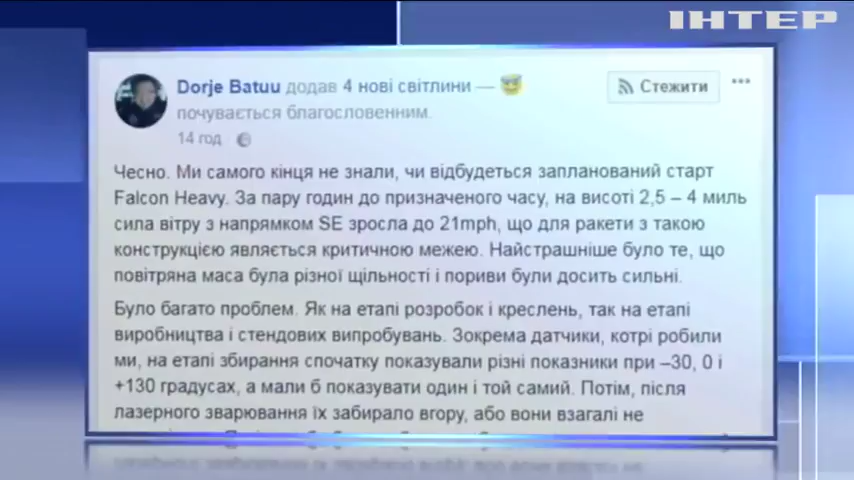 ІНТЕР
Dorje Batuu додав 4 нові світлини — 😇
почувається благословенним.
14 год
Стежити
Чесно. Ми самого кінця не знали, чи відбудеться запланований старт
Falcon Heavy. За пару годин до призначеного часу, на висоті 2,5 – 4 миль
сила вітру з напрямком SE зросла до 21mph, що для ракети з такою
конструкцією являється критичною межею. Найстрашніше було те, що
повітряна маса була різної щільності і пориви були досить сильні.
Було багато проблем. Як на етапі розробок і креслень, так на етапі
виробництва і стендових випробувань. Зокрема датчики, котрі робили
ми, на етапі збирання спочатку показували різні показники при –30, 0 і
+130 градусах, а мали б показувати один і той самий. Потім, після
лазерного зварювання їх забирало вгору, або вони взагалі не